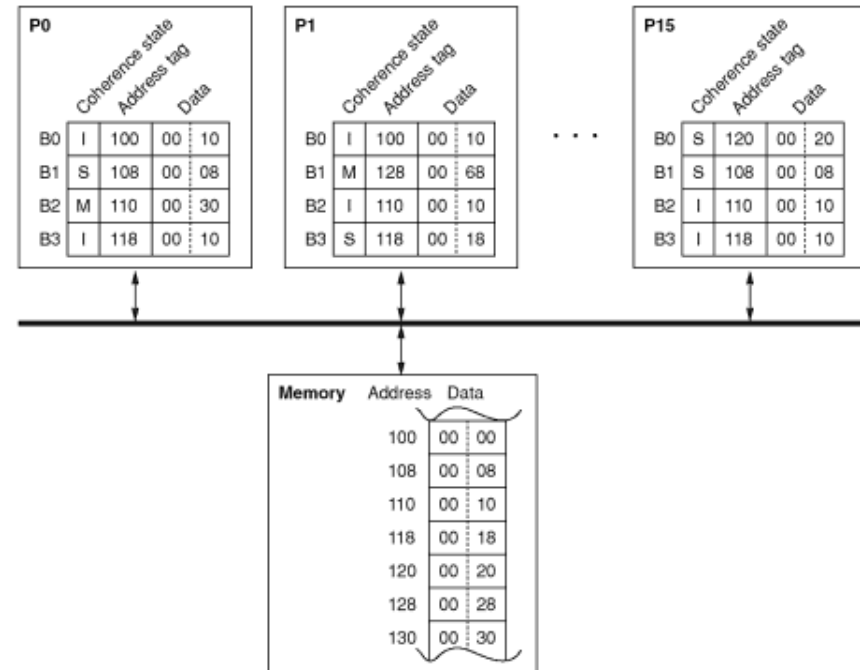 P0
Coherence state
Address tag
Data
B0 I 100 00 10
B1 S 108 00 08
B2 M 110 00 30
B3 I 118 00 10
P1
Coherence state
Address tag
Data
B0 I 100 00 10
B1 M 128 00 68
B2 I 110 00 10
B3 S 118 00 18
. . .
P15
Coherence state
Address tag
Data
B0 S 120 00 20
B1 S 108 00 08
B2 I 110 00 10
B3 I 118 00 10
Memory Address Data
100 00 00
108 00 08
110 00 10
118 00 18
120 00 20
128 00 28
130 00 30